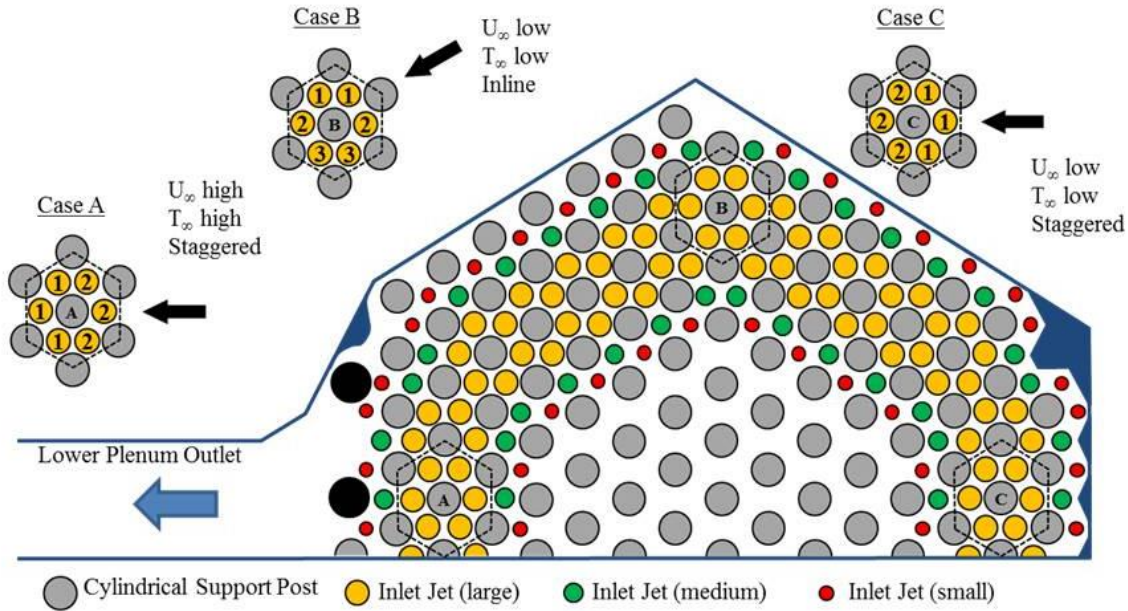 Case B
U∞ low
T∞ low
Inline
1 1
2 B 2
3 3
Case C
2 1
2 C 1
2 1
U∞ low
T∞ low
Staggered
Case A
U∞ high
T∞ high
Staggered
1 2
1 A 2
1 2
B
Lower Plenum Outlet
A
C
Cylindrical Support Post
Inlet Jet (large)
Inlet Jet (medium)
Inlet Jet (small)